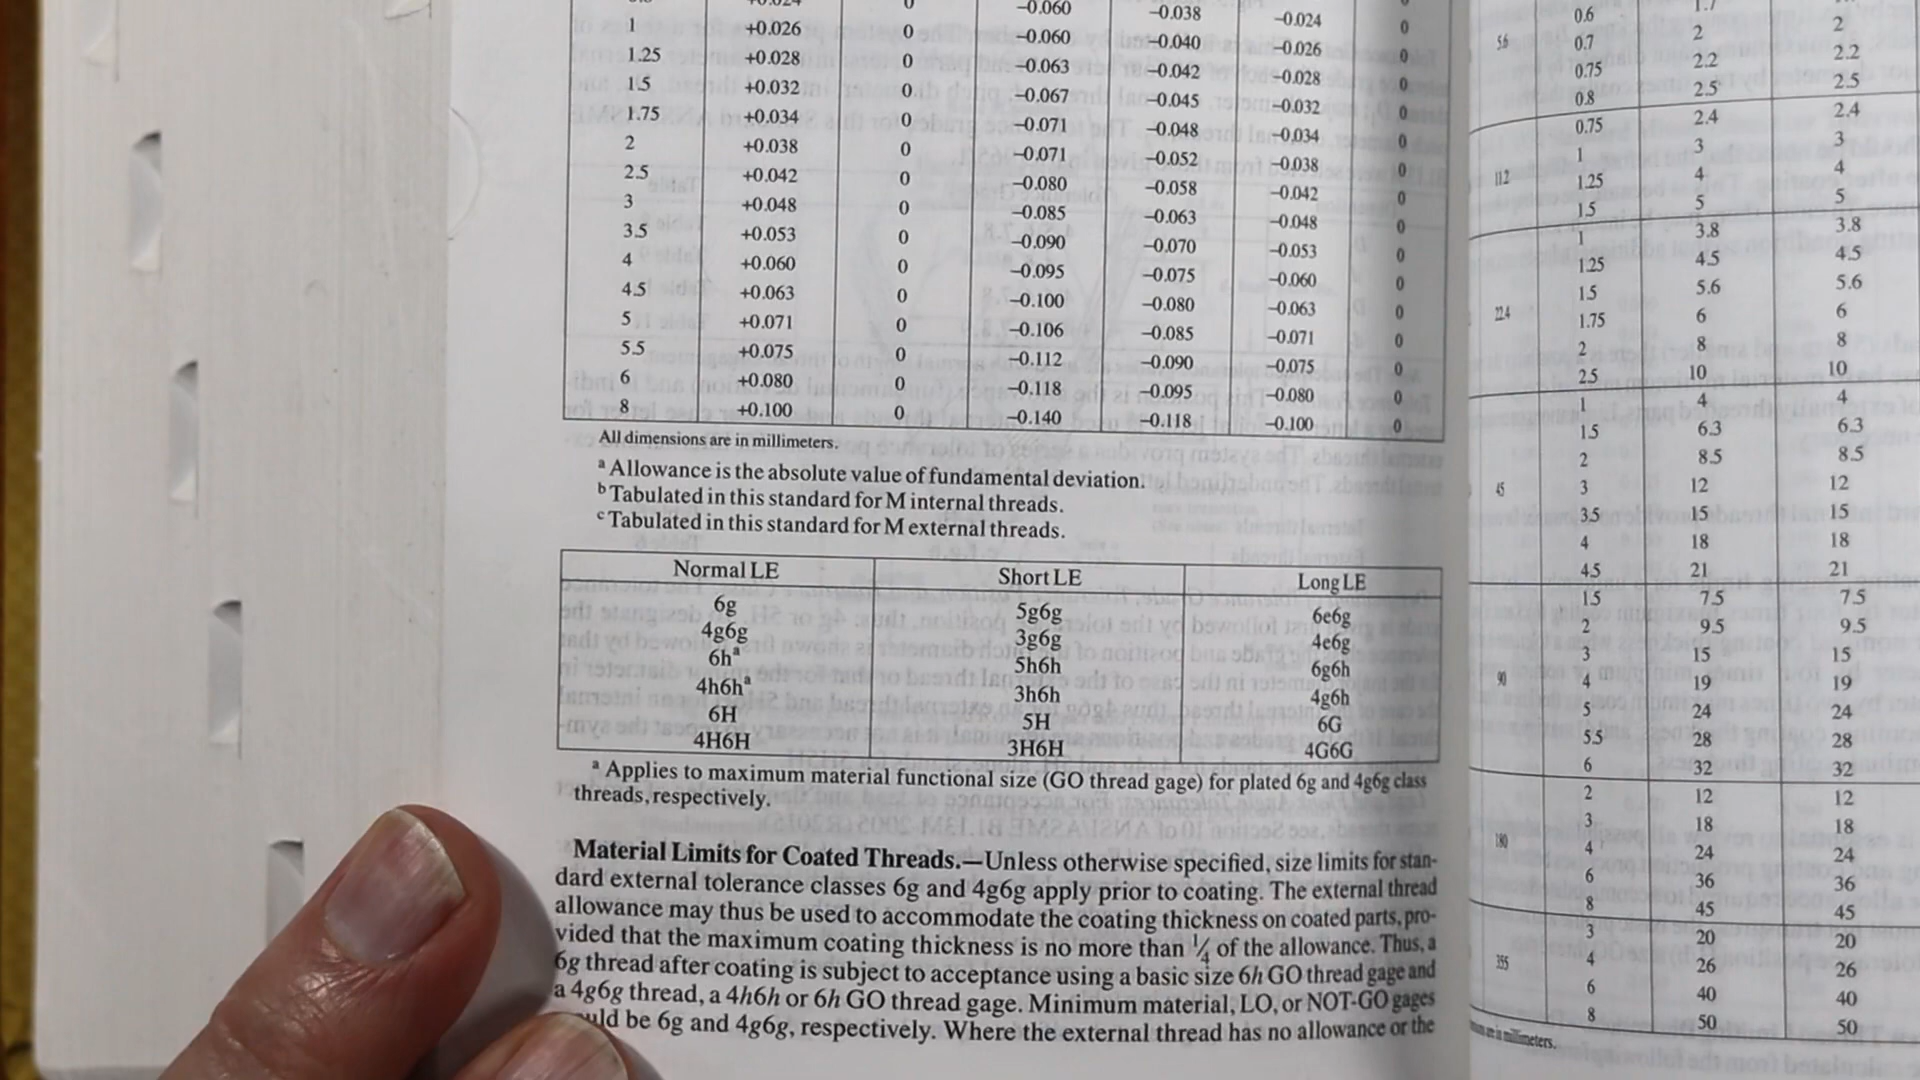 -0.060 -0.038 -0.024
1 +0.026 0 -0.060 -0.040 -0.026 0
1.25 +0.028 0 -0.063 -0.042 -0.028 0
1.5 +0.032 0 -0.067 -0.045 -0.032 0
1.75 +0.034 0 -0.071 -0.048 -0.034 0
2 +0.038 0 -0.071 -0.052 -0.038 0
2.5 +0.042 0 -0.080 -0.058 -0.042 0
3 +0.048 0 -0.085 -0.063 -0.048 0
3.5 +0.053 0 -0.090 -0.070 -0.053 0
4 +0.060 0 -0.095 -0.075 -0.060 0
4.5 +0.063 0 -0.100 -0.080 -0.063 0
5 +0.071 0 -0.106 -0.085 -0.071 0
5.5 +0.075 0 -0.112 -0.090 -0.075 0
6 +0.080 0 -0.118 -0.095 -0.080 0
8 +0.100 0 -0.140 -0.118 -0.100 0
All dimensions are in millimeters.
a Allowance is the absolute value of fundamental deviation.
b Tabulated in this standard for M internal threads.
c Tabulated in this standard for M external threads.
Normal LE Short LE Long LE
6g 5g6g 6e6g
4g6g 3g6g 4e6g
6h a 5h6h 6g6h
4h6h a 3h6h 4g6h
6H 5H 6G
4H6H 3H6H 4G6G
a Applies to maximum material functional size (GO thread gage) for plated 6g and 4g6g class
threads, respectively.
Material Limits for Coated Threads.—Unless otherwise specified, size limits for stan-
dard external tolerance classes 6g and 4g6g apply prior to coating. The external thread
allowance may thus be used to accommodate the coating thickness on coated parts, pro-
vided that the maximum coating thickness is no more than 1/4 of the allowance. Thus, a
6g thread after coating is subject to acceptance using a basic size 6h GO thread gage and
a 4g6g thread, a 4h6h or 6h GO thread gage. Minimum material, LO, or NOT-GO gages
be 6g and 4g6g, respectively. Where the external thread has no allowance or the
0.6 1.7 2
5.6 0.7 2 2
0.75 2.2 2.2
0.8 2.5 2.5
0.75 2.4 2.4
1 3 3
11.2 1.25 4 4
1.5 5 5
1 3.8 3.8
1.25 4.5 4.5
1.5 5.6 5.6
22.4 1.75 6 6
2 8 8
2.5 10 10
1 4 4
1.5 6.3 6.3
2 8.5 8.5
45 3 12 12
3.5 15 15
4 18 18
4.5 21 21
1.5 7.5 7.5
2 9.5 9.5
3 15 15
90 4 19 19
5 24 24
5.5 28 28
6 32 32
2 12 12
3 18 18
180 4 24 24
6 36 36
8 45 45
3 20 20
355 4 26 26
6 40 40
8 50 50
millimeters.